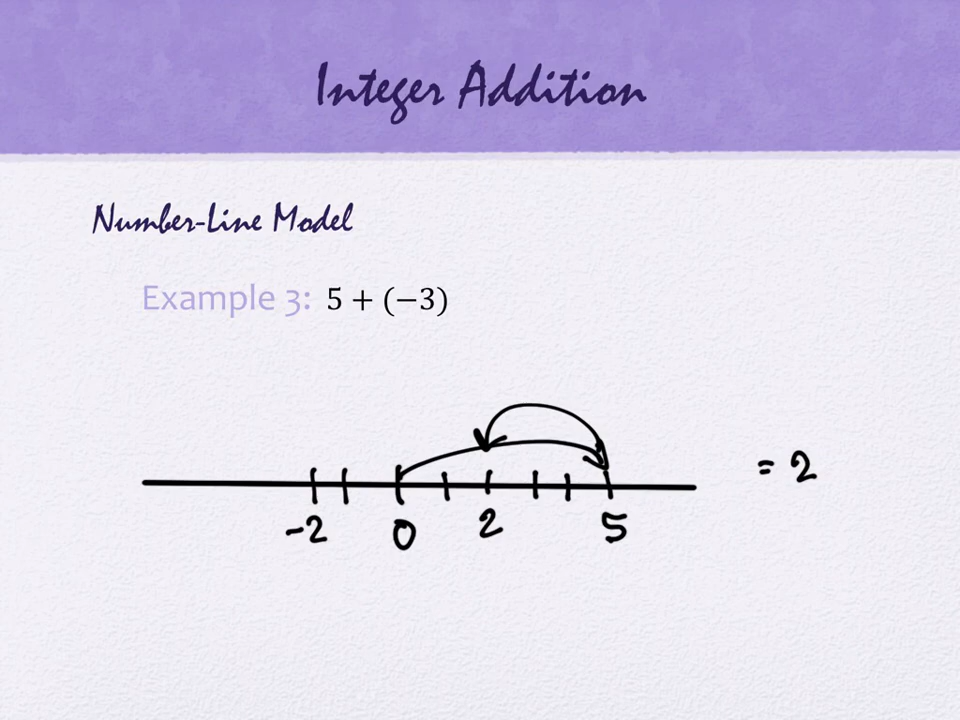 Integer Addition
Number-Line Model
Example 3: 5 + (−3)
= 2
-2 0 2 5